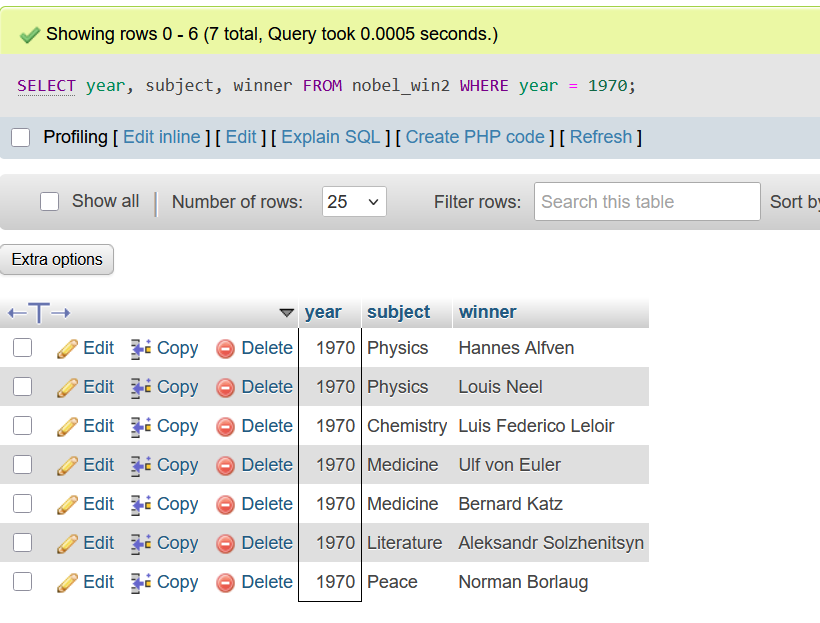 Showing rows 0 - 6 (7 total, Query took 0.0005 seconds.)
SELECT year, subject, winner FROM nobel_win2 WHERE year = 1970;
Profiling [ Edit inline ] [ Edit ] [ Explain SQL ] [ Create PHP code ] [ Refresh ]
Show all | Number of rows: 25 Filter rows: Search this table Sort by
Extra options
year subject winner
Edit Copy Delete 1970 Physics Hannes Alfven
Edit Copy Delete 1970 Physics Louis Neel
Edit Copy Delete 1970 Chemistry Luis Federico Leloir
Edit Copy Delete 1970 Medicine Ulf von Euler
Edit Copy Delete 1970 Medicine Bernard Katz
Edit Copy Delete 1970 Literature Aleksandr Solzhenitsyn
Edit Copy Delete 1970 Peace Norman Borlaug